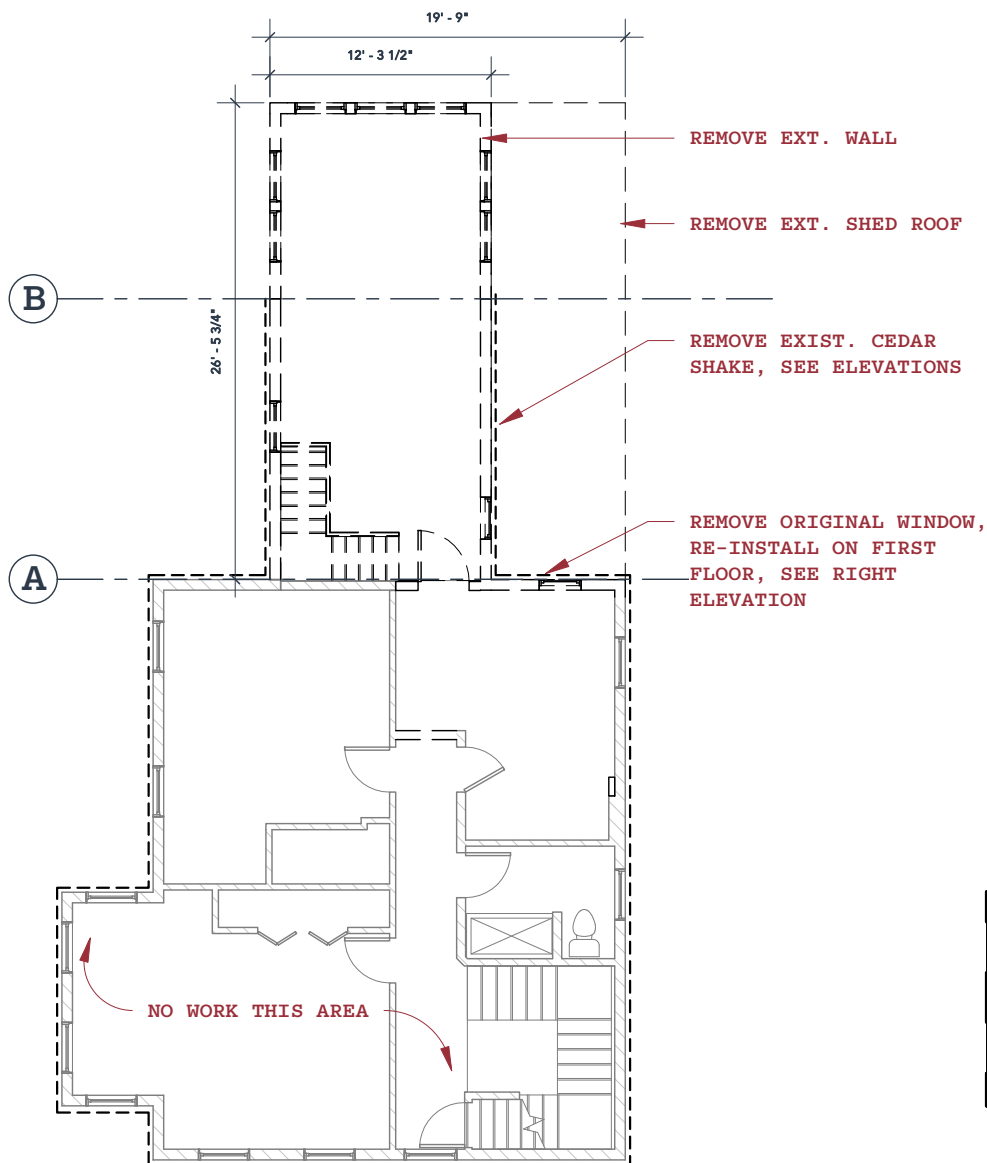 19' - 9"
12' - 3 1/2"
REMOVE EXT. WALL
REMOVE EXT. SHED ROOF
B
26' - 5 3/4"
REMOVE EXIST. CEDAR
SHAKE, SEE ELEVATIONS
REMOVE ORIGINAL WINDOW,
RE-INSTALL ON FIRST
FLOOR, SEE RIGHT
ELEVATION
A
NO WORK THIS AREA